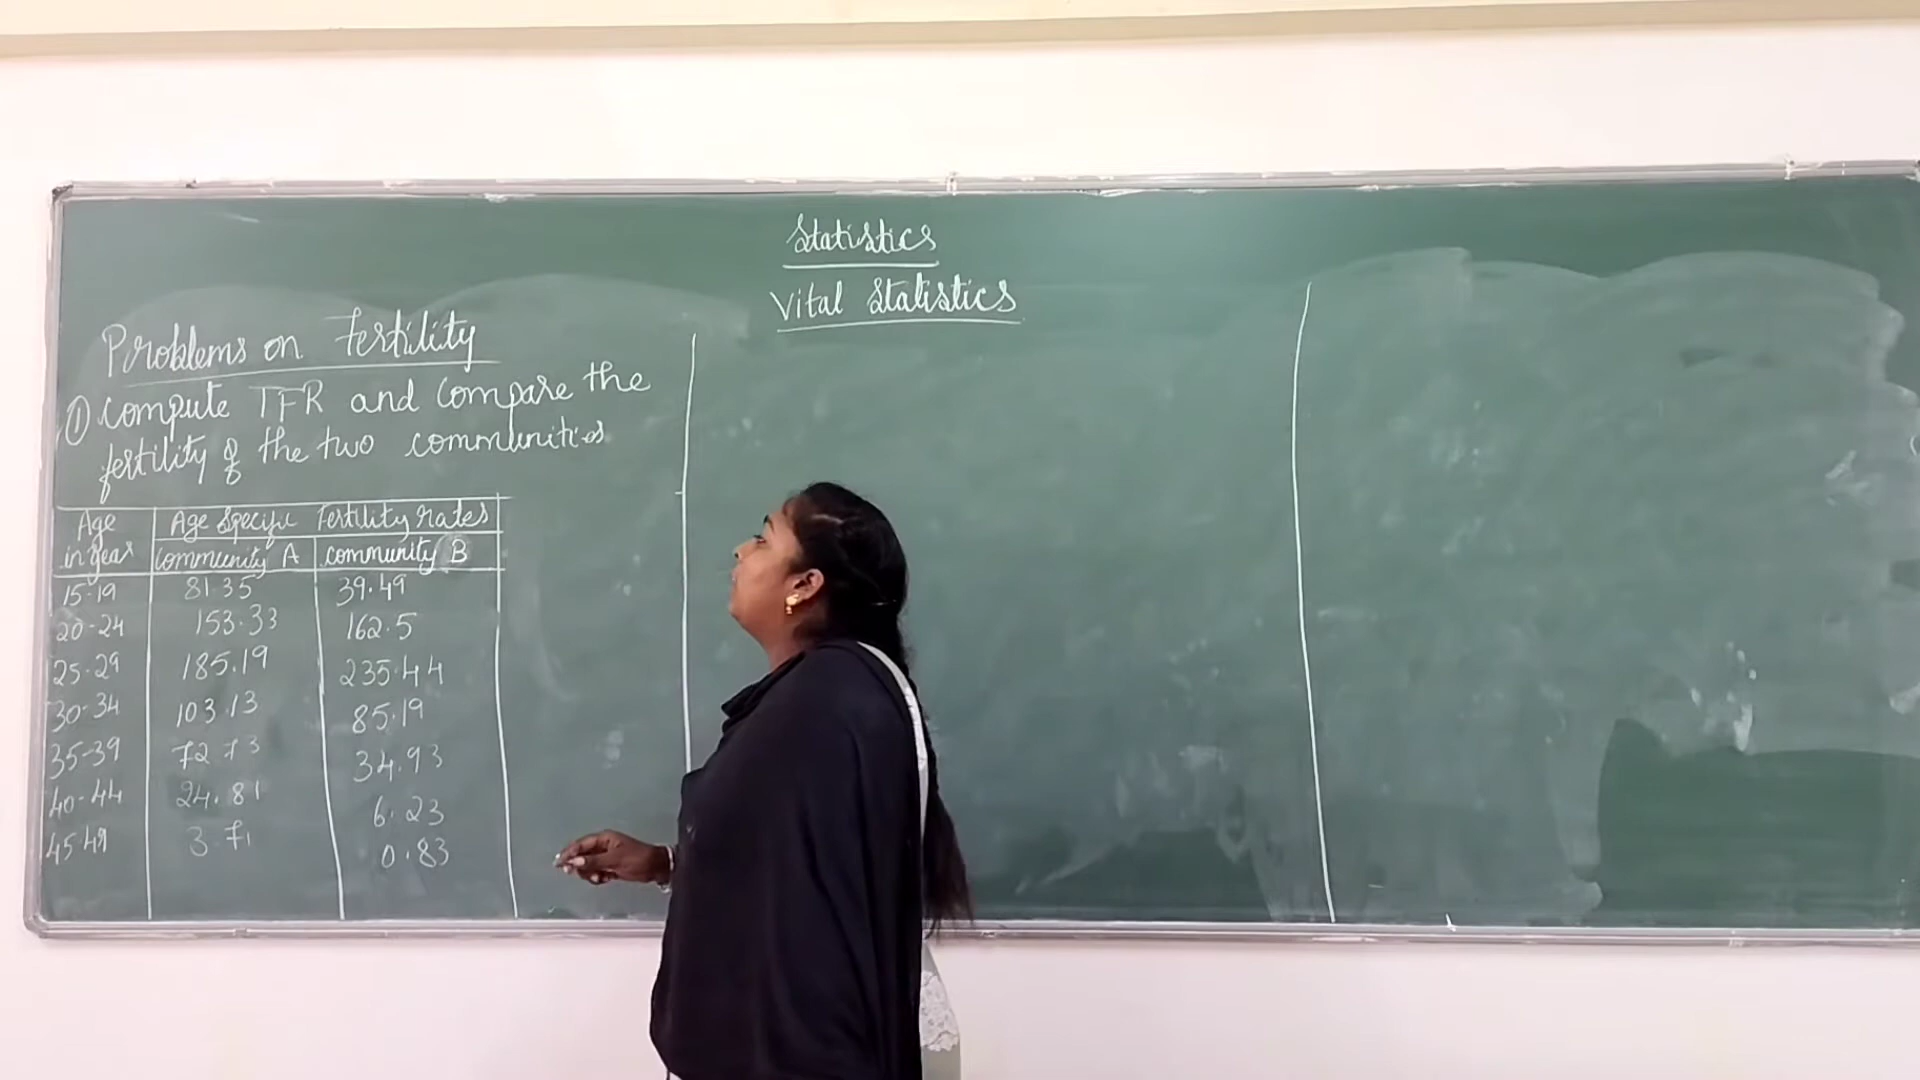 Statistics
Vital Statistics
Problems on Fertility
① Compute TFR and compare the
fertility of the two communities
Age in year Age Specific Fertility rates
Community A Community B
15-19 81.35 39.49
20-24 153.33 162.5
25-29 185.19 235.44
30-34 103.13 85.19
35-39 72.73 34.93
40-44 24.81 6.23
45-49 3.71 0.83